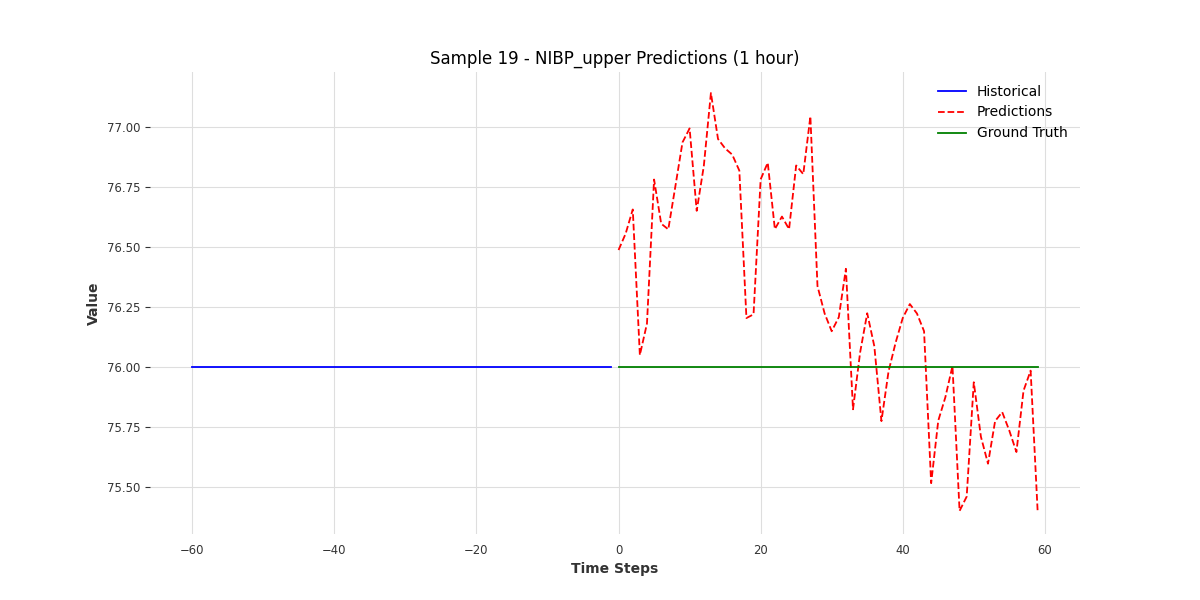 Sample 19 - NIBP_upper Predictions (1 hour)
Historical
Predictions
Ground Truth
Value
77.00
76.75
76.50
76.25
76.00
75.75
75.50
−60
−40
−20
0
20
40
60
Time Steps